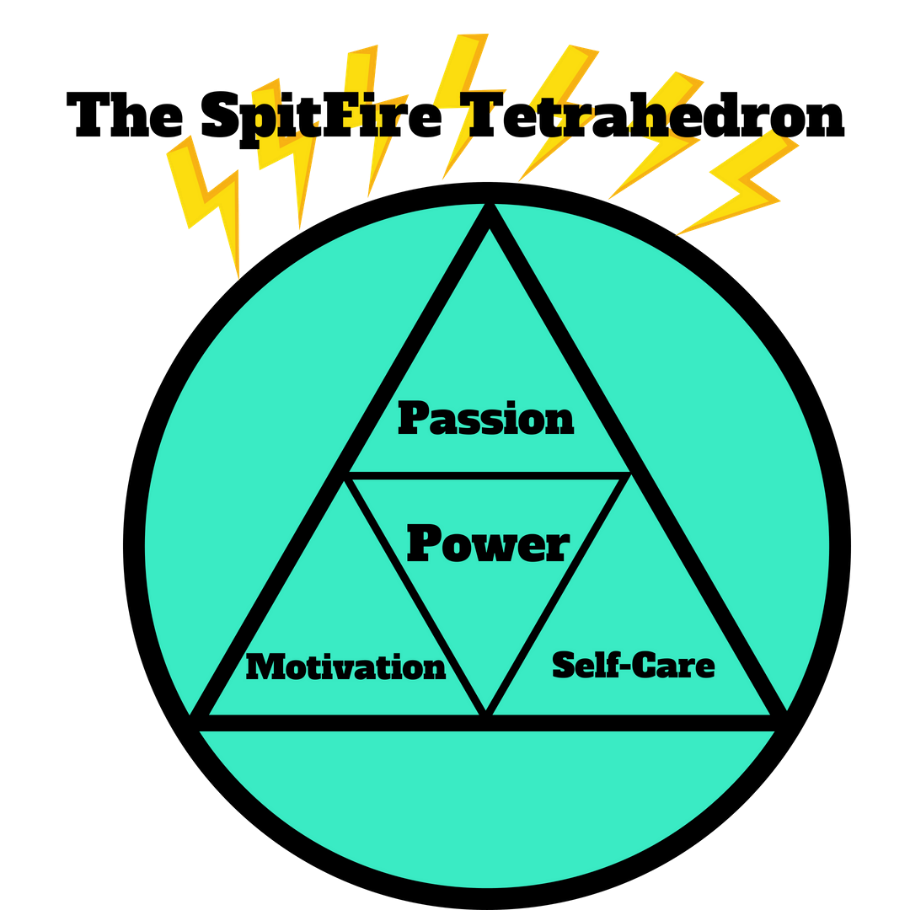 The SpitFire Tetrahedron
Passion
Power
Motivation
Self-Care